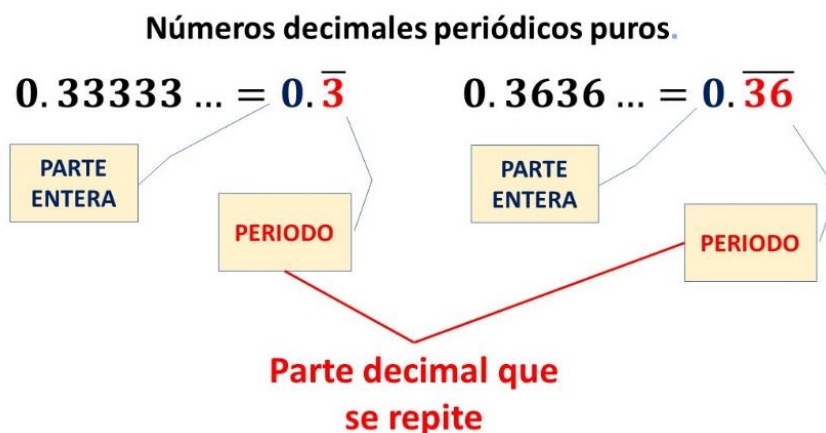 Números decimales periódicos puros.
0.33333 ... = 0.3̅
0.3636 ... = 0.3̅6̅
PARTE
ENTERA
PERIODO
PARTE
ENTERA
PERIODO
Parte decimal que
se repite